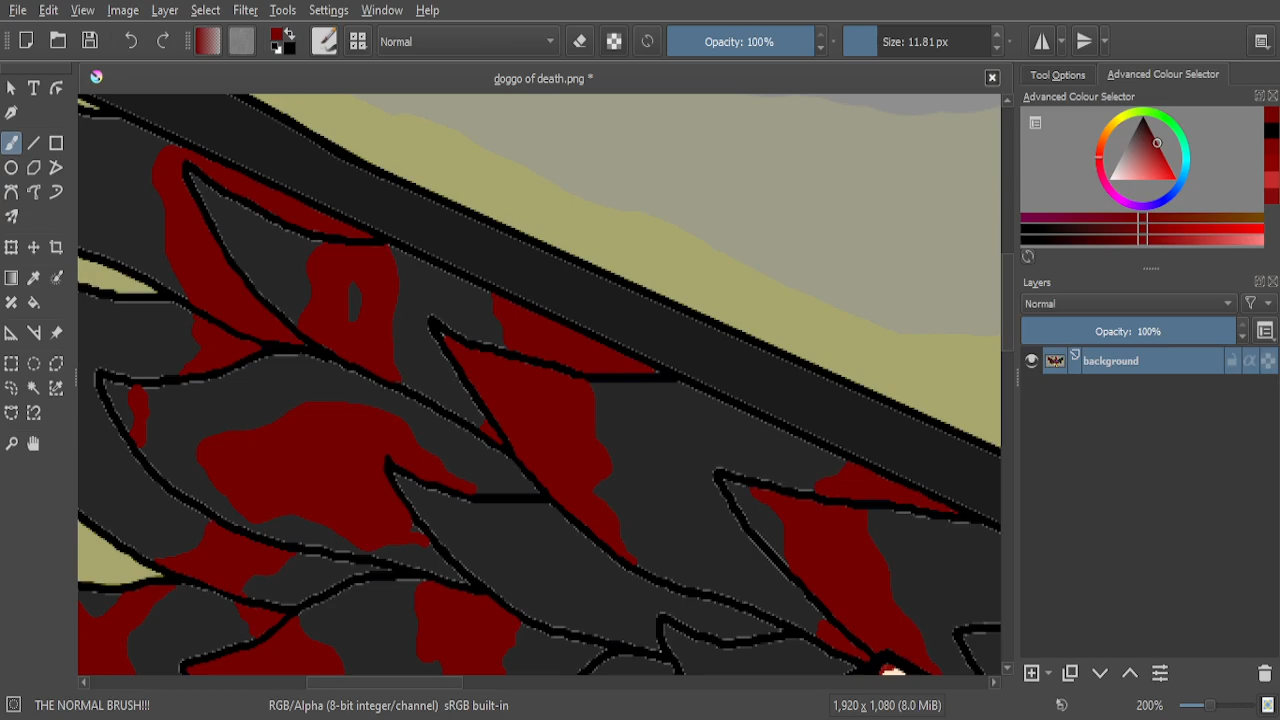 File Edit View Image Layer Select Filter Tools Settings Window Help
Normal Opacity: 100% Size: 11.81 px
doggo of death.png *
Tool Options Advanced Colour Selector
Advanced Colour Selector
Layers
Normal
Opacity: 100%
background
THE NORMAL BRUSH!!! RGB/Alpha (8-bit integer/channel) sRGB built-in 1,920 x 1,080 (8.0 MiB) 200%